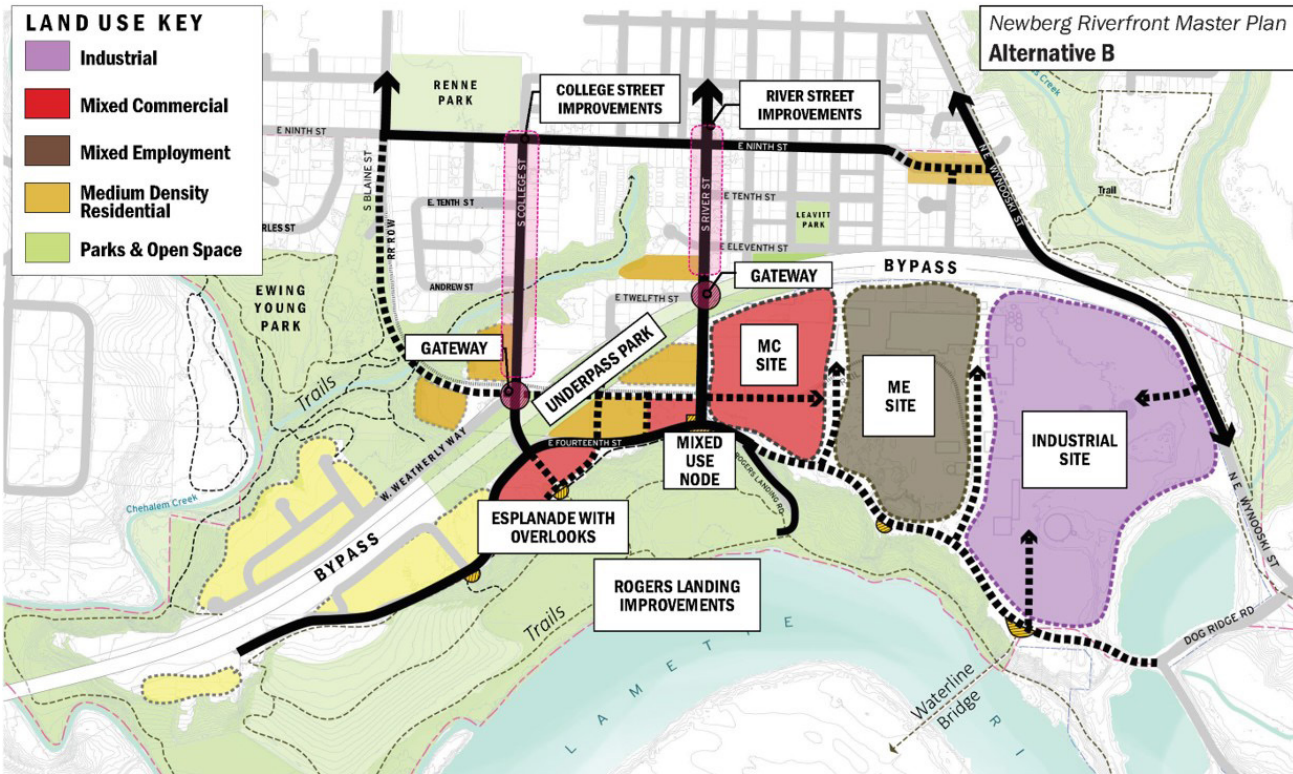 LAND USE KEY
Industrial
Mixed Commercial
Mixed Employment
Medium Density
Residential
Parks & Open Space
Newberg Riverfront Master Plan
Alternative B
RENNE
PARK
COLLEGE STREET
IMPROVEMENTS
RIVER STREET
IMPROVEMENTS
E NINTH ST
E NINTH ST
S BLAINE ST
RR ROW
S COLLEGE ST
S RIVER ST
NE WYNOOSKI ST
Trail
E. TENTH ST
E TENTH ST
LEAVITT
PARK
RLES ST
E ELEVENTH ST
BYPASS
GATEWAY
ANDREW ST
E TWELFTH ST
EWING
YOUNG
PARK
GATEWAY
UNDERPASS PARK
MC
SITE
ME
SITE
INDUSTRIAL
SITE
Trails
W. WEATHERLY WAY
E FOURTEENTH ST
MIXED
USE
NODE
ROGERS LANDING RD
Chehalem Creek
BYPASS
ESPLANADE WITH
OVERLOOKS
ROGERS LANDING
IMPROVEMENTS
Trails
NE WYNOOSKI ST
DOG RIDGE RD
Waterline
Bridge
L A M E T T E
R I